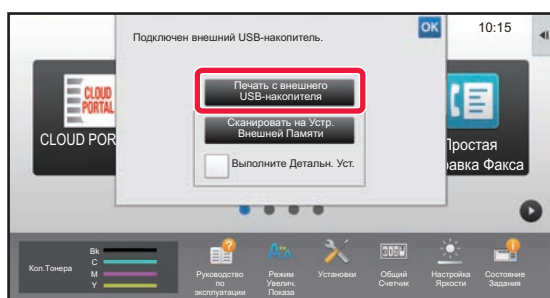 Подключен внешний USB-накопитель.
OK
10:15
Печать с внешнего
USB-накопителя
Сканировать на Устр.
Внешней Памяти
Выполните Детальн. Уст.
CLOUD
PORTAL
CLOUD POR
Простая
равка Факса
Кол.Тонера
Bk
C
M
Y
Руководство
по
эксплуатации
Режим
Увелич.
Показа
Установки
Общий
Счетчик
Настройка
Яркости
Состояние
Задания